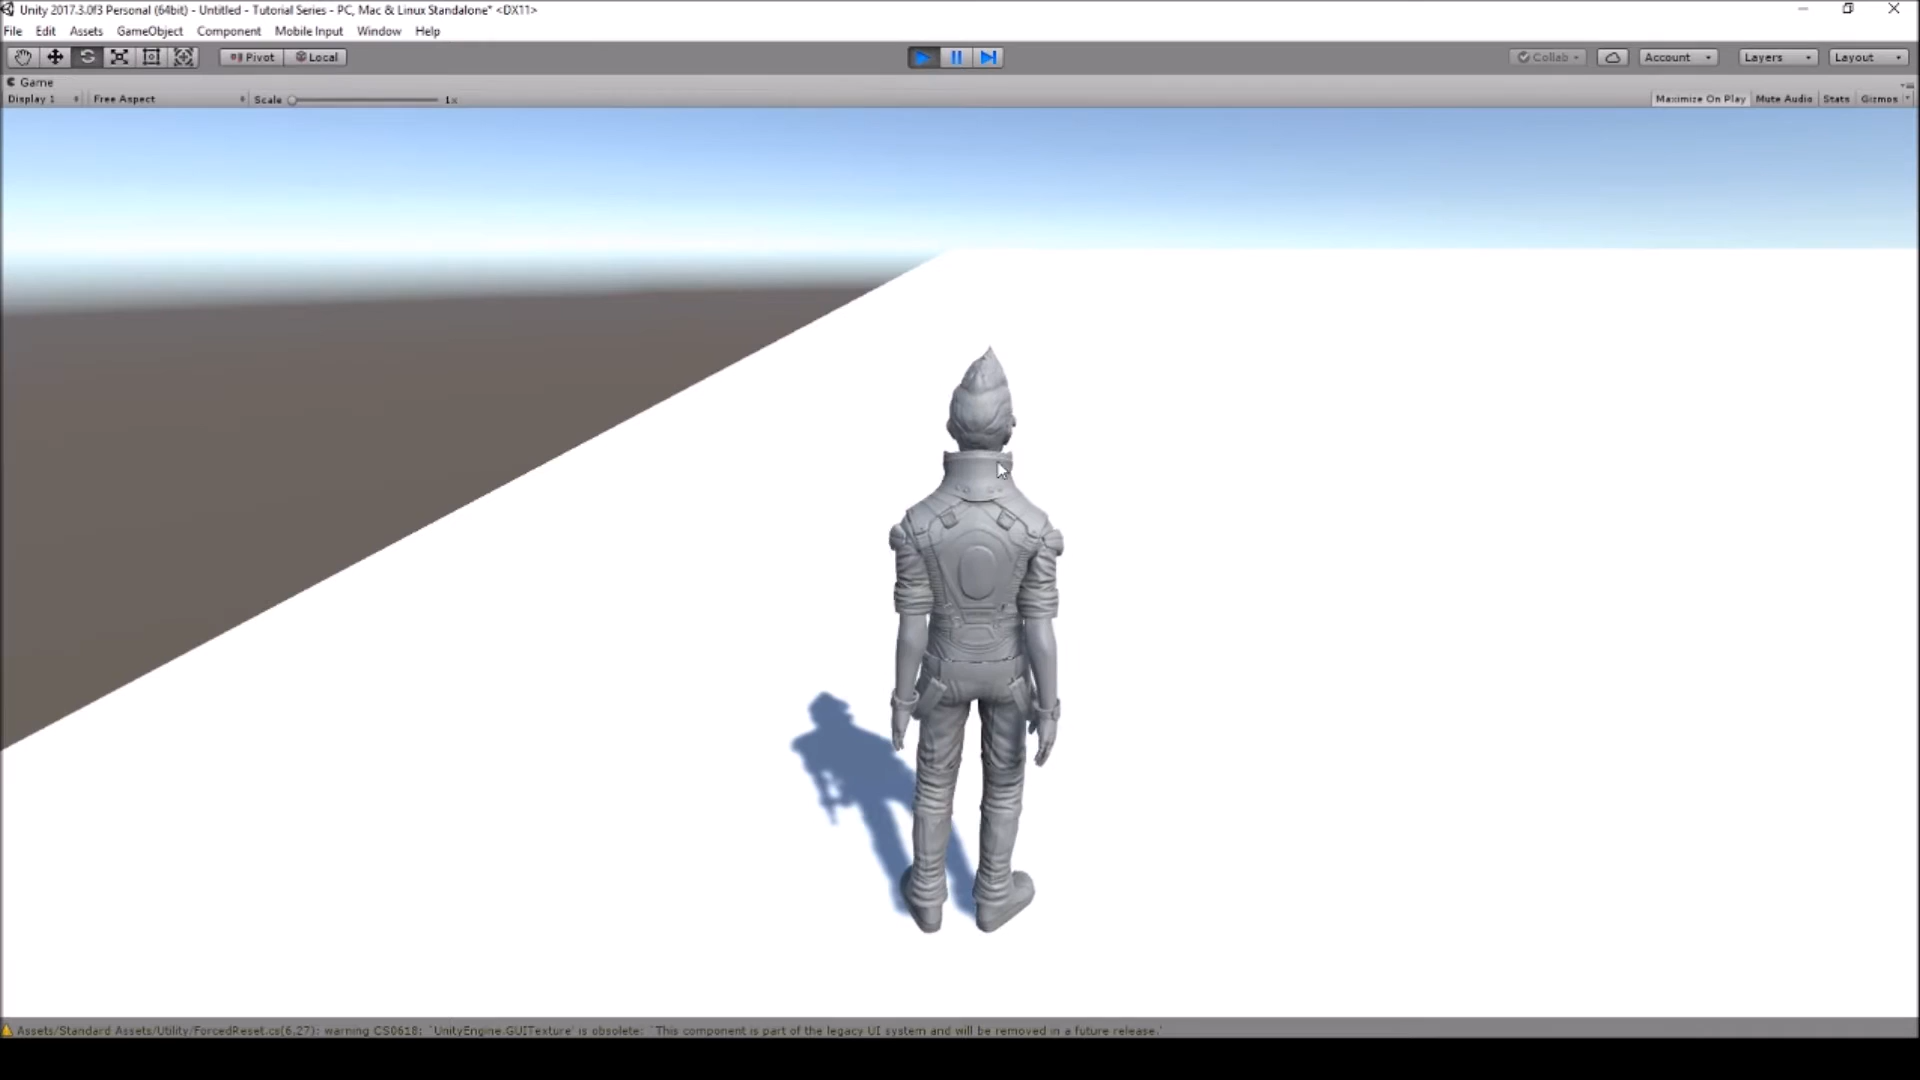 Unity 2017.3.0f3 Personal (64bit) - Untitled - Tutorial Series - PC, Mac & Linux Standalone* <DX11>
File Edit Assets GameObject Component Mobile Input Window Help
Pivot Local Collab Account Layers Layout
Game
Display 1 Free Aspect Scale 1x Maximize On Play Mute Audio Stats Gizmos
Assets/Standard Assets/Utility/ForcedReset.cs(6,27): warning CS0618: `UnityEngine.GUITexture' is obsolete: `This component is part of the legacy UI system and will be removed in a future release.'